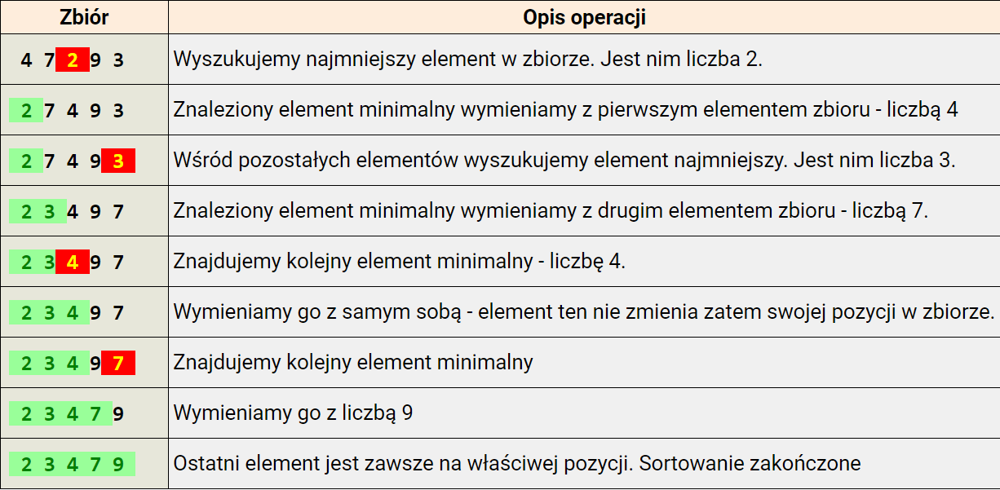 Zbiór Opis operacji
4 7 2 9 3 Wyszukujemy najmniejszy element w zbiorze. Jest nim liczba 2.
2 7 4 9 3 Znaleziony element minimalny wymieniamy z pierwszym elementem zbioru - liczbą 4
2 7 4 9 3 Wśród pozostałych elementów wyszukujemy element najmniejszy. Jest nim liczba 3.
2 3 4 9 7 Znaleziony element minimalny wymieniamy z drugim elementem zbioru - liczbą 7.
2 3 4 9 7 Znajdujemy kolejny element minimalny - liczbę 4.
2 3 4 9 7 Wymieniamy go z samym sobą - element ten nie zmienia zatem swojej pozycji w zbiorze.
2 3 4 9 7 Znajdujemy kolejny element minimalny
2 3 4 7 9 Wymieniamy go z liczbą 9
2 3 4 7 9 Ostatni element jest zawsze na właściwej pozycji. Sortowanie zakończone